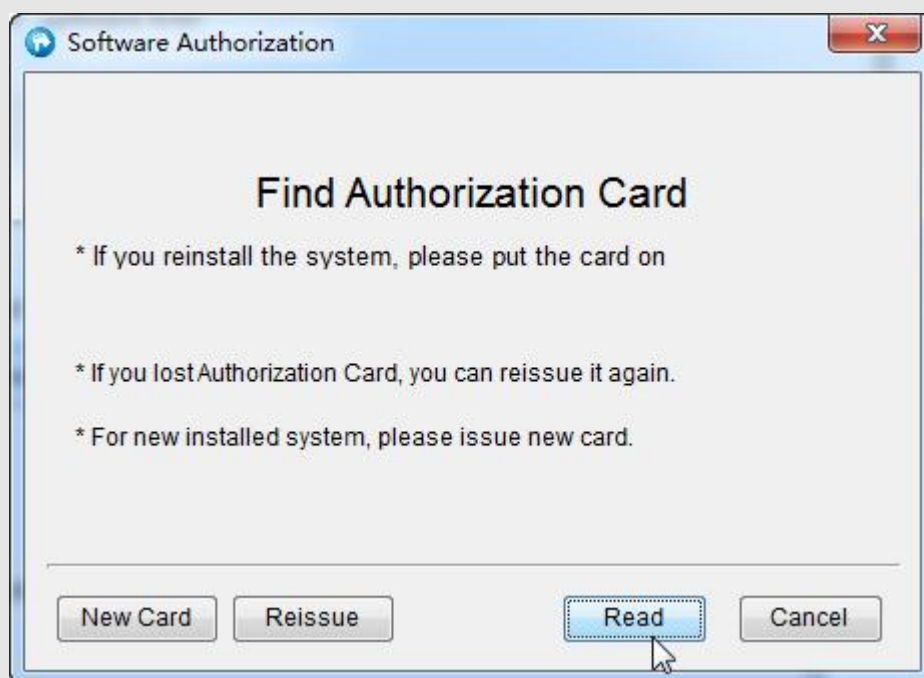 Software Authorization
Find Authorization Card
* If you reinstall the system, please put the card on
* If you lost Authorization Card, you can reissue it again.
* For new installed system, please issue new card.
New Card Reissue Read Cancel